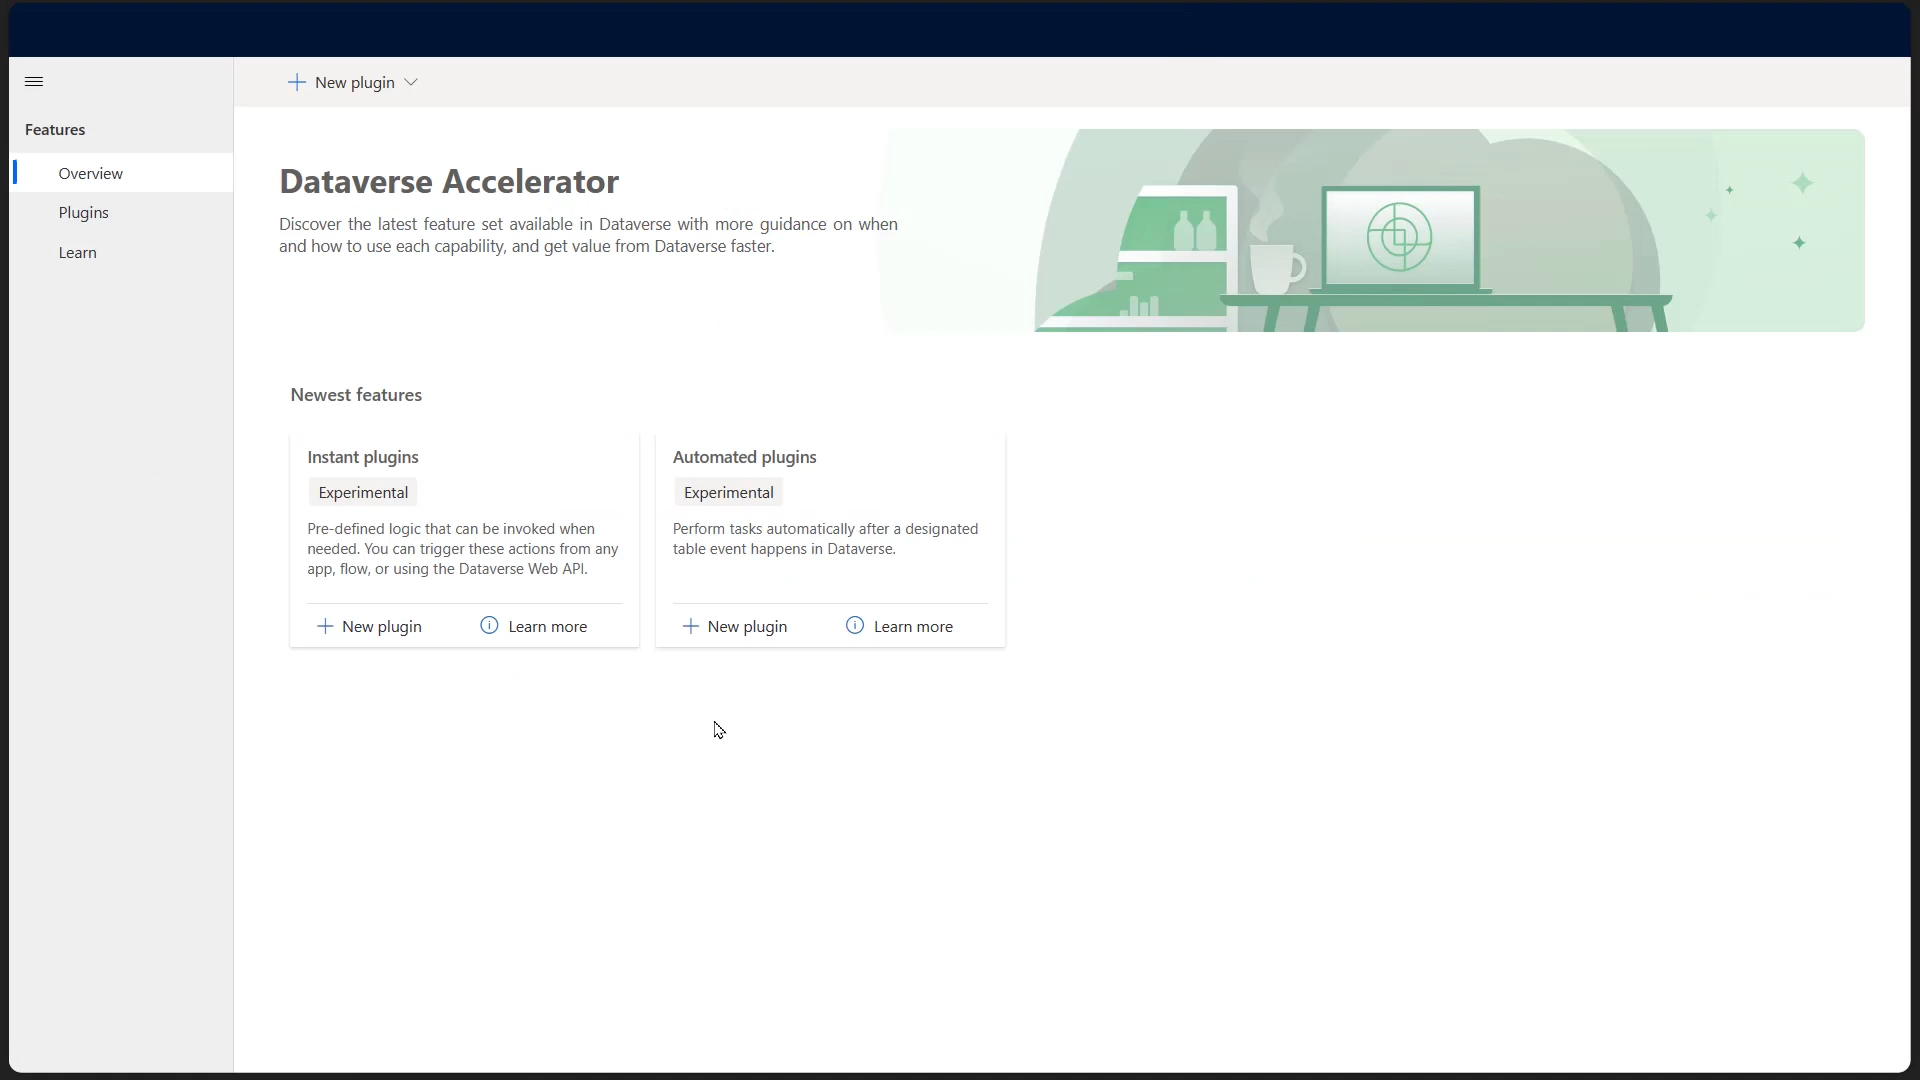 New plugin
Features
Overview
Plugins
Learn
Dataverse Accelerator
Discover the latest feature set available in Dataverse with more guidance on when
and how to use each capability, and get value from Dataverse faster.
Newest features
Instant plugins
Experimental
Pre-defined logic that can be invoked when
needed. You can trigger these actions from any
app, flow, or using the Dataverse Web API.
New plugin
Learn more
Automated plugins
Experimental
Perform tasks automatically after a designated
table event happens in Dataverse.
New plugin
Learn more